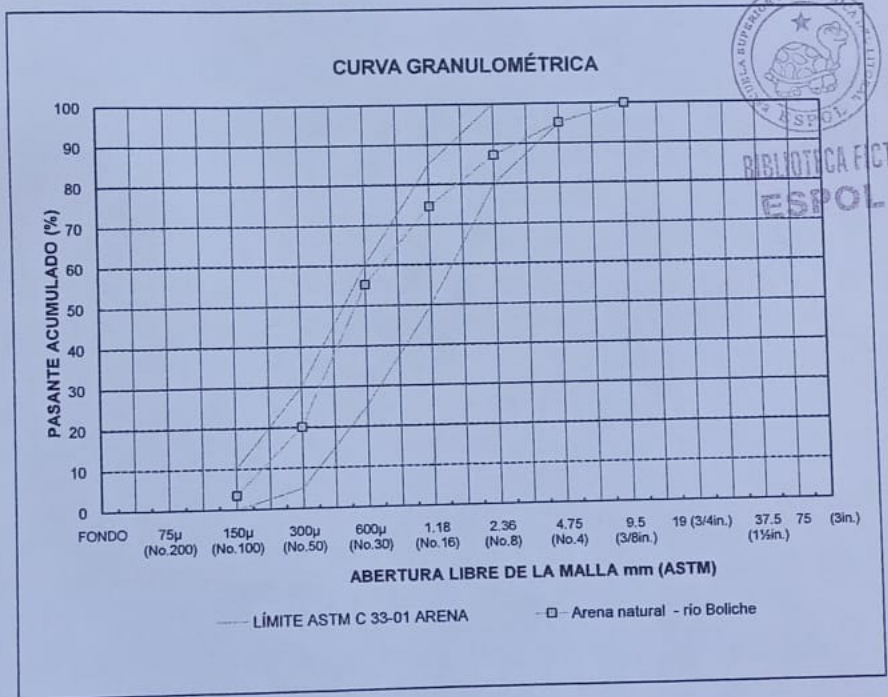 CURVA GRANULOMÉTRICA
ESPOL
BIBLIOTECA FICT
ESPOL
PASANTE ACUMULADO (%)
100
90
80
70
60
50
40
30
20
10
0
FONDO 75µ 150µ 300µ 600µ 1.18 2.36 4.75 9.5 19 (3/4in.) 37.5 75 (3in.)
(No.200) (No.100) (No.50) (No.30) (No.16) (No.8) (No.4) (3/8in.) (1½in.)
ABERTURA LIBRE DE LA MALLA mm (ASTM)
LÍMITE ASTM C 33-01 ARENA Arena natural - río Boliche